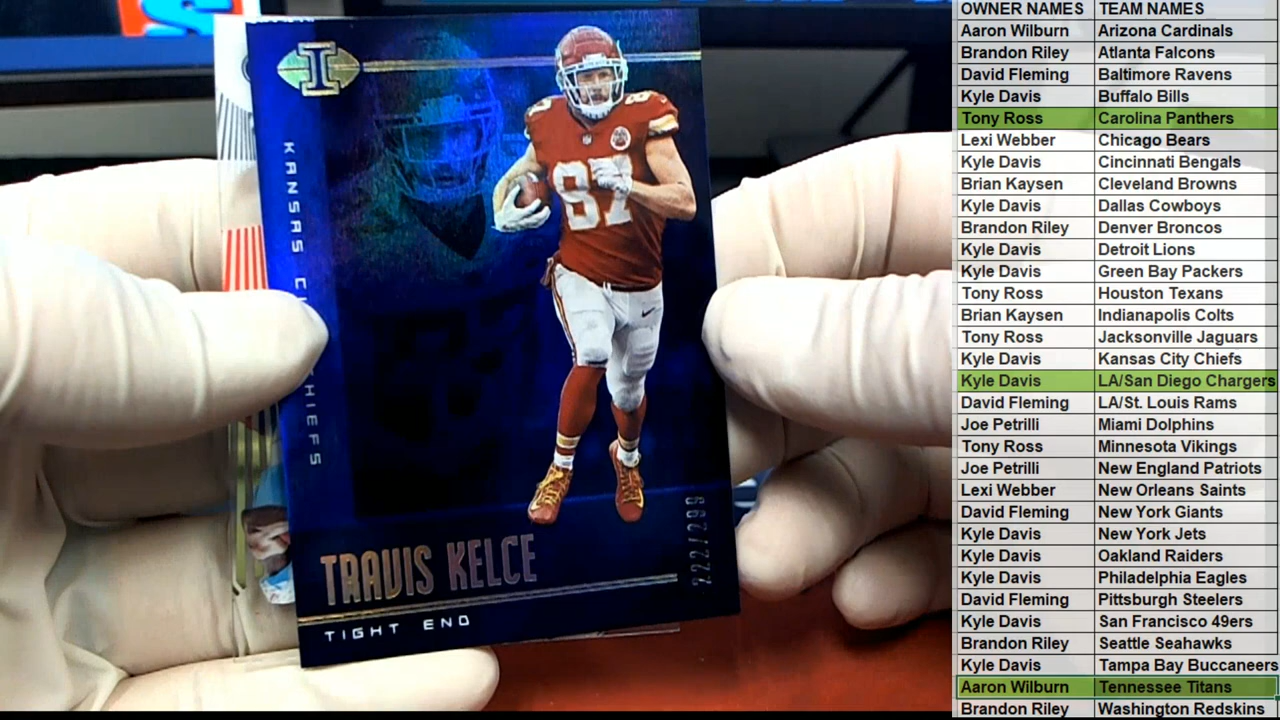 I
87
87
KANSAS CITY CHIEFS
TRAVIS KELCE
TIGHT END
222/299
OWNER NAMES TEAM NAMES
Aaron Wilburn Arizona Cardinals
Brandon Riley Atlanta Falcons
David Fleming Baltimore Ravens
Kyle Davis Buffalo Bills
Tony Ross Carolina Panthers
Lexi Webber Chicago Bears
Kyle Davis Cincinnati Bengals
Brian Kaysen Cleveland Browns
Kyle Davis Dallas Cowboys
Brandon Riley Denver Broncos
Kyle Davis Detroit Lions
Kyle Davis Green Bay Packers
Tony Ross Houston Texans
Brian Kaysen Indianapolis Colts
Tony Ross Jacksonville Jaguars
Kyle Davis Kansas City Chiefs
Kyle Davis LA/San Diego Chargers
David Fleming LA/St. Louis Rams
Joe Petrilli Miami Dolphins
Tony Ross Minnesota Vikings
Joe Petrilli New England Patriots
Lexi Webber New Orleans Saints
David Fleming New York Giants
Kyle Davis New York Jets
Kyle Davis Oakland Raiders
Kyle Davis Philadelphia Eagles
David Fleming Pittsburgh Steelers
Kyle Davis San Francisco 49ers
Brandon Riley Seattle Seahawks
Kyle Davis Tampa Bay Buccaneers
Aaron Wilburn Tennessee Titans
Brandon Riley Washington Redskins